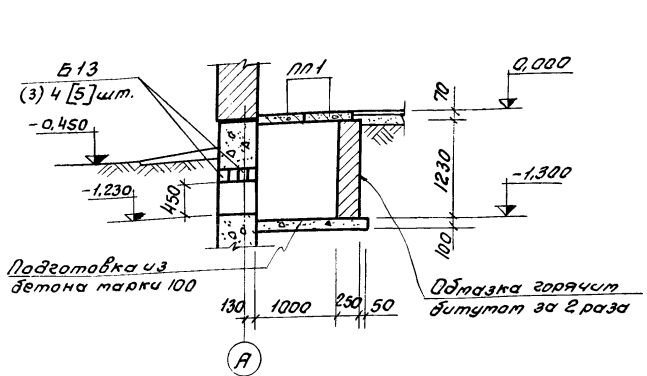 Б13
(3) 4 [5] шт.
пп1
0,000
70
-0,450
1230
-1,300
-1,230
450
100
Подготовка из
бетона марки 100
Обмазка горячим
битумом за 2 раза
130
1000
250
50
А